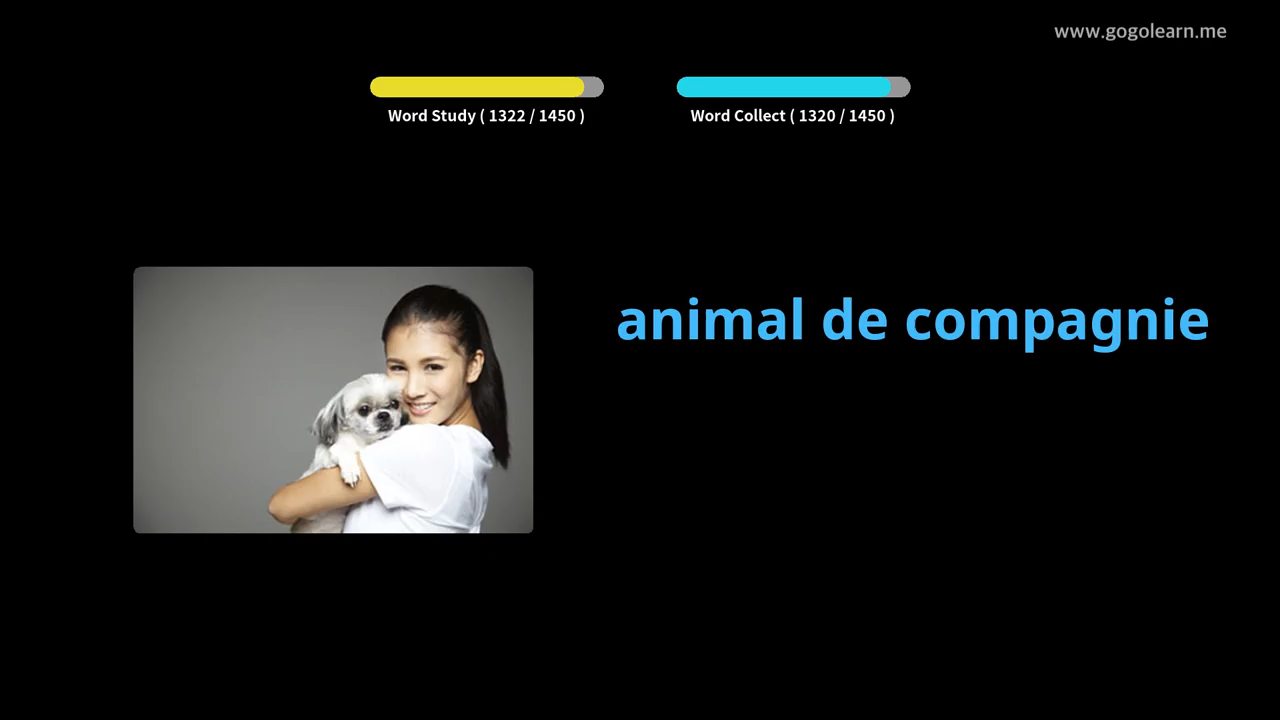 www.gogolearn.me
Word Study ( 1322 / 1450 )
Word Collect ( 1320 / 1450 )
animal de compagnie